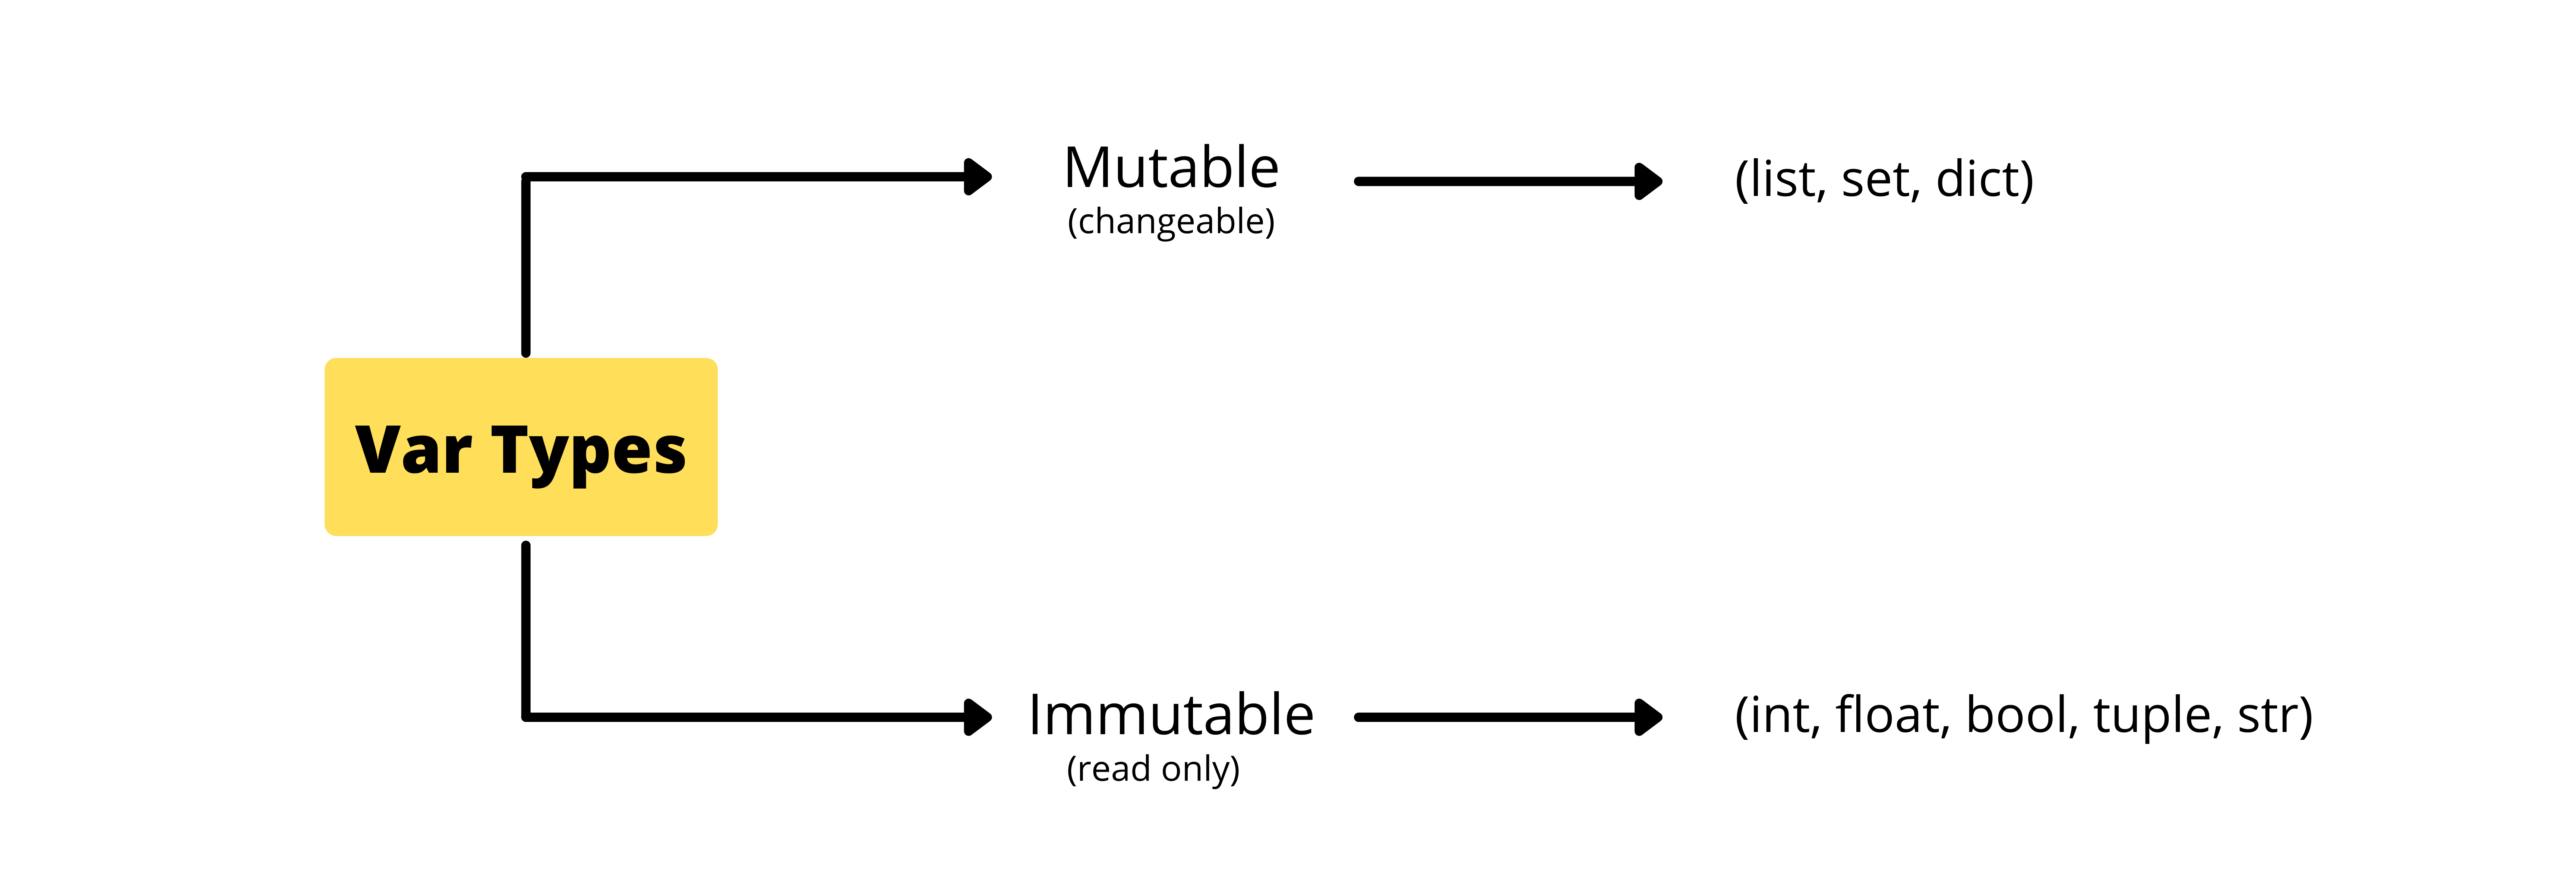 Mutable
(changeable)
(list, set, dict)
Var Types
Immutable
(read only)
(int, float, bool, tuple, str)